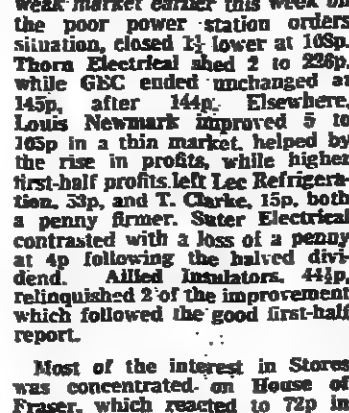 weak market earlier this week on
the poor power station orders
situation, closed 1½ lower at 108p.
Thorn Electrical shed 2 to 226p,
while GEC ended unchanged at
145p, after 144p. Elsewhere,
Louis Newmark improved 5 to
105p in a thin market, helped by
the rise in profits, while higher
first-half profits left Lec Refrigera-
tion, 53p, and T. Clarke, 15p, both
a penny firmer. Suter Electrical
contrasted with a loss of a penny
at 4p following the halved divi-
dend. Allied Insulators, 44½p,
relinquished 2 of the improvement
which followed the good first-half
report.
Most of the interest in Stores
was concentrated on House of
Fraser, which reacted to 72p in